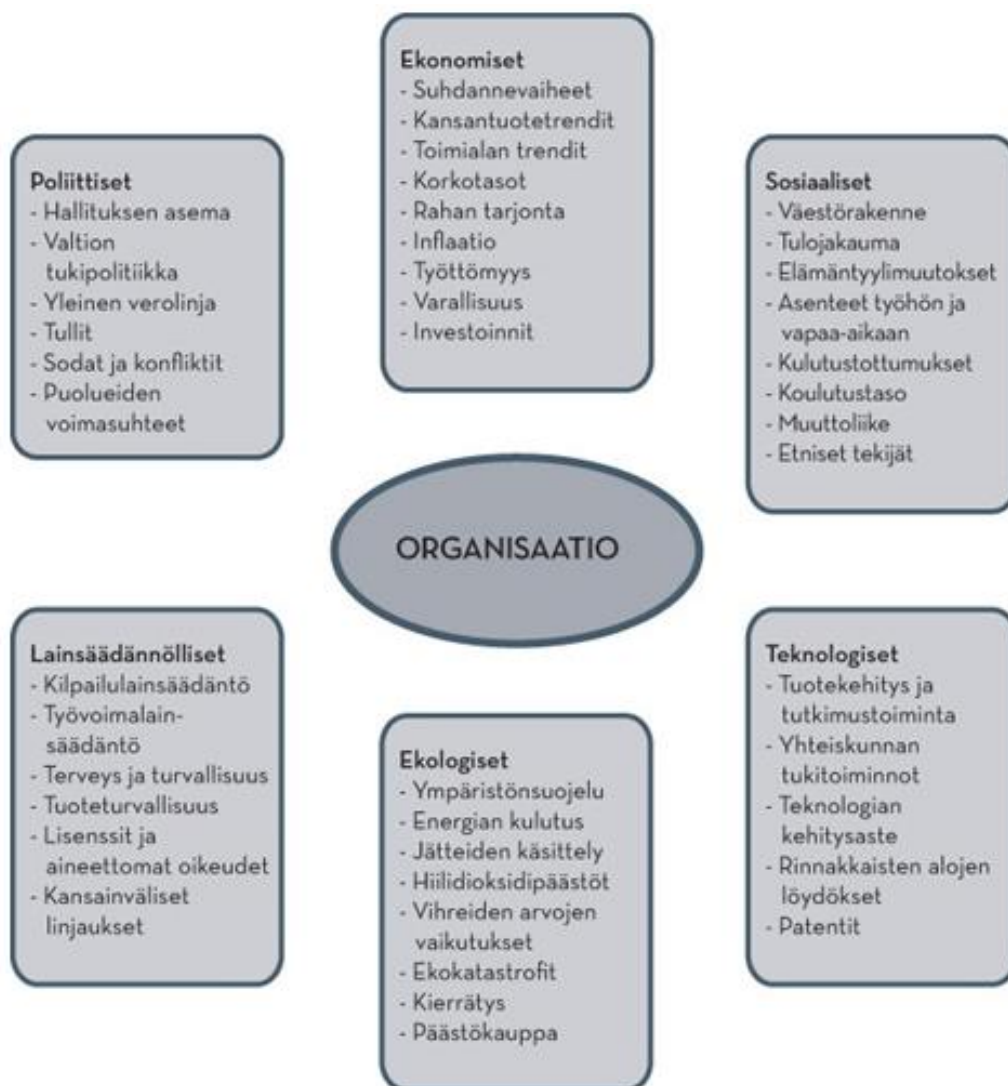 Ekonomiset
- Suhdannevaiheet
- Kansantuotetrendit
- Toimialan trendit
- Korkotasot
- Rahan tarjonta
- Inflaatio
- Työttömyys
- Varallisuus
- Investoinnit
Poliittiset
- Hallituksen asema
- Valtion
tukipolitiikka
- Yleinen verolinja
- Tullit
- Sodat ja konfliktit
- Puolueiden
voimasuhteet
Sosiaaliset
- Väestörakenne
- Tulojakauma
- Elämäntyylimuutokset
- Asenteet työhön ja
vapaa-aikaan
- Kulutustottumukset
- Koulutustaso
- Muuttoliike
- Etniset tekijät
ORGANISAATIO
Lainsäädännölliset
- Kilpailulainsäädäntö
- Työvoimalain-
säädäntö
- Terveys ja turvallisuus
- Tuoteturvallisuus
- Lisenssit ja
aineettomat oikeudet
- Kansainväliset
linjaukset
Ekologiset
- Ympäristönsuojelu
- Energian kulutus
- Jätteiden käsittely
- Hiilidioksidipäästöt
- Vihreiden arvojen
vaikutukset
- Ekokatastrofit
- Kierrätys
- Päästökauppa
Teknologiset
- Tuotekehitys ja
tutkimustoiminta
- Yhteiskunnan
tukitoiminnot
- Teknologian
kehitysaste
- Rinnakkaisten alojen
löydökset
- Patentit